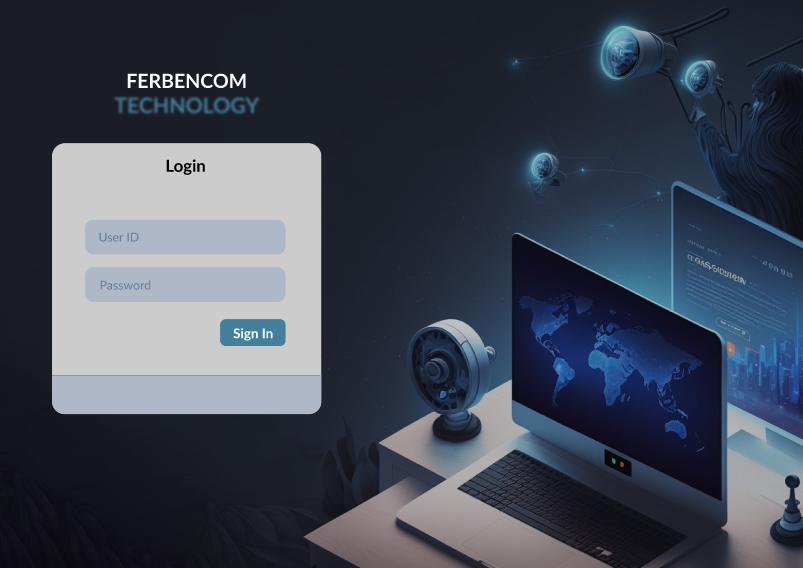 FERBENCOM
TECHNOLOGY
Login
User ID
Password
Sign In